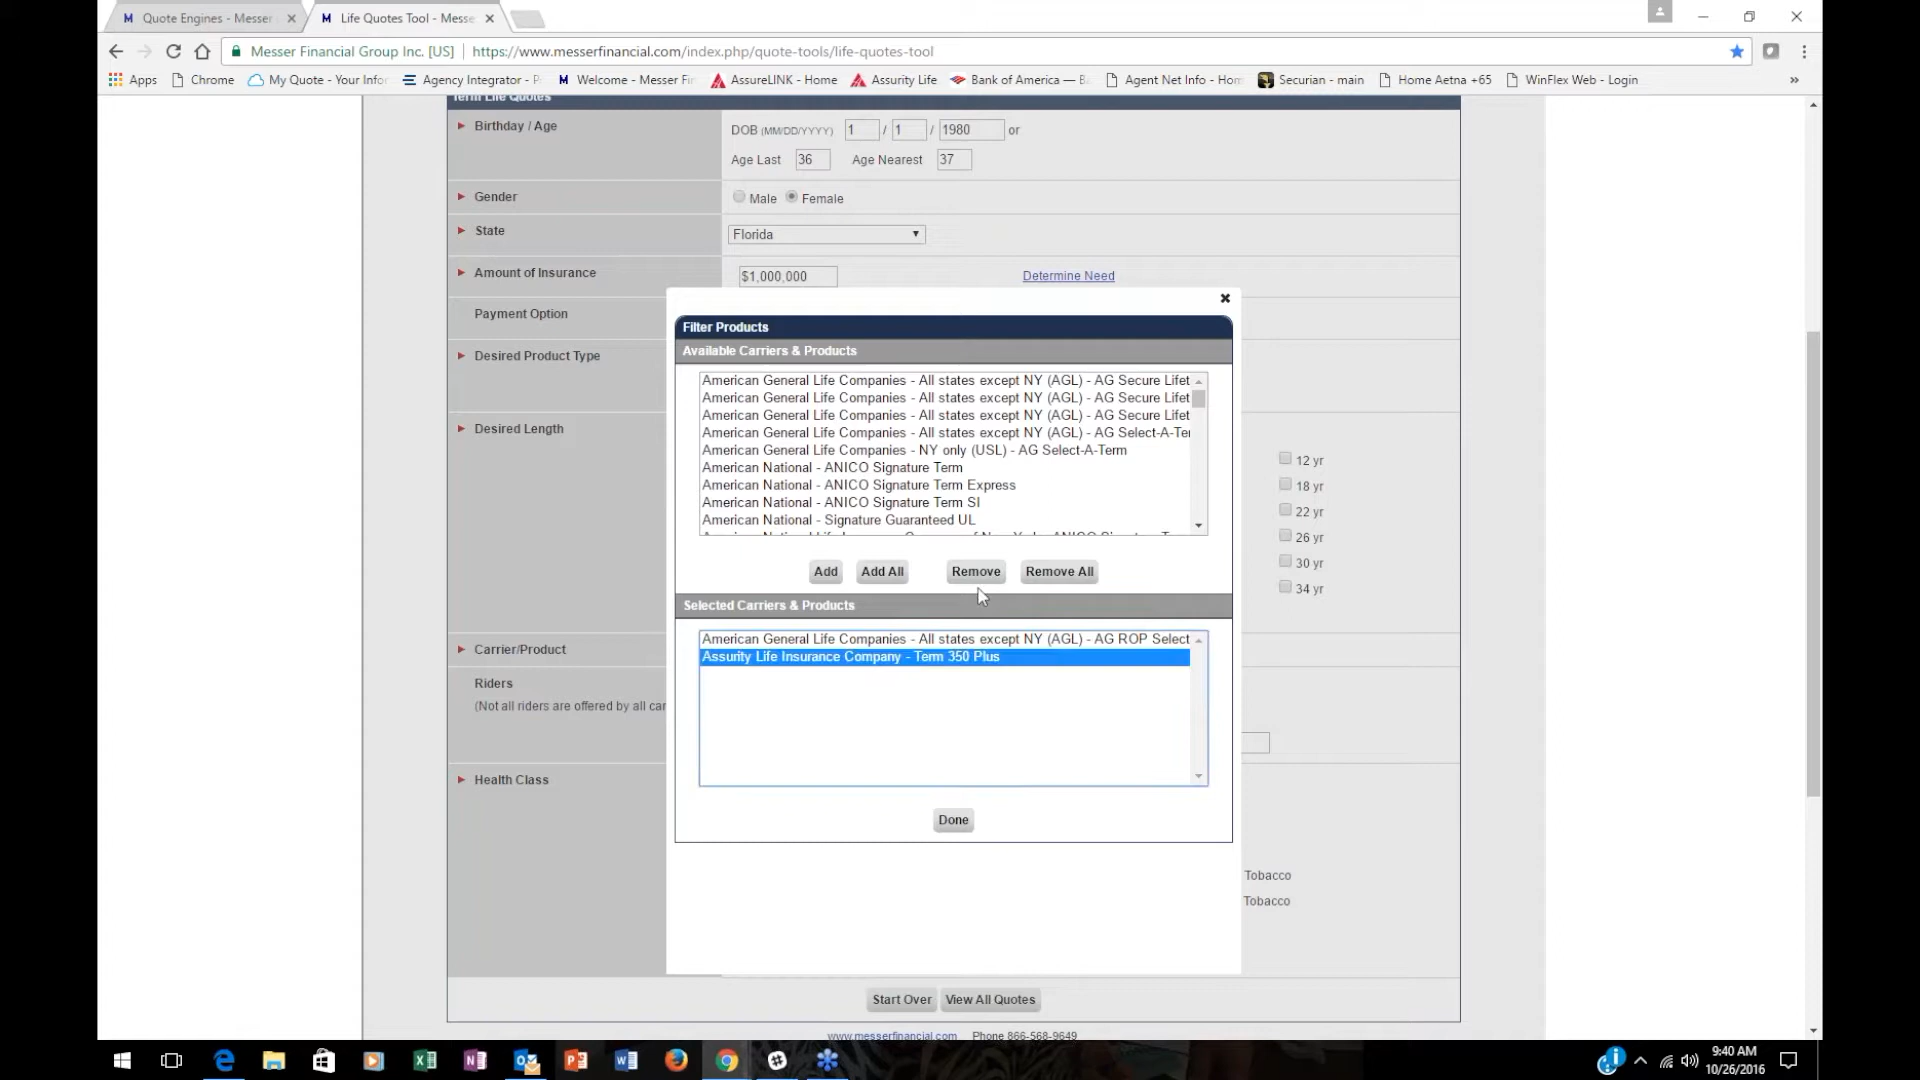 Quote Engines - Messer
Life Quotes Tool - Messe
Messer Financial Group Inc. [US]
https://www.messerfinancial.com/index.php/quote-tools/life-quotes-tool
Apps
Chrome
My Quote - Your Infor
Agency Integrator - P
Welcome - Messer Fin
AssureLINK - Home
Assurity Life
Bank of America — Ba
Agent Net Info - Hom
Securian - main
Home Aetna +65
WinFlex Web - Login
»
Term Life Quotes
Birthday / Age
DOB (MM/DD/YYYY) 1 / 1 / 1980 or
Age Last 36 Age Nearest 37
Gender
Male Female
State
Florida
Amount of Insurance
$1,000,000
Determine Need
Payment Option
Desired Product Type
Desired Length
12 yr
18 yr
22 yr
26 yr
30 yr
34 yr
Carrier/Product
Riders
(Not all riders are offered by all car
Health Class
Tobacco
Tobacco
Filter Products
Available Carriers & Products
American General Life Companies - All states except NY (AGL) - AG Secure Lifet
American General Life Companies - All states except NY (AGL) - AG Secure Lifet
American General Life Companies - All states except NY (AGL) - AG Secure Lifet
American General Life Companies - All states except NY (AGL) - AG Select-A-Ter
American General Life Companies - NY only (USL) - AG Select-A-Term
American National - ANICO Signature Term
American National - ANICO Signature Term Express
American National - ANICO Signature Term SI
American National - Signature Guaranteed UL
Add Add All Remove Remove All
Selected Carriers & Products
American General Life Companies - All states except NY (AGL) - AG ROP Select
Assurity Life Insurance Company - Term 350 Plus
Done
Start Over View All Quotes
www.messerfinancial.com Phone 866-568-9649
9:40 AM
10/26/2016